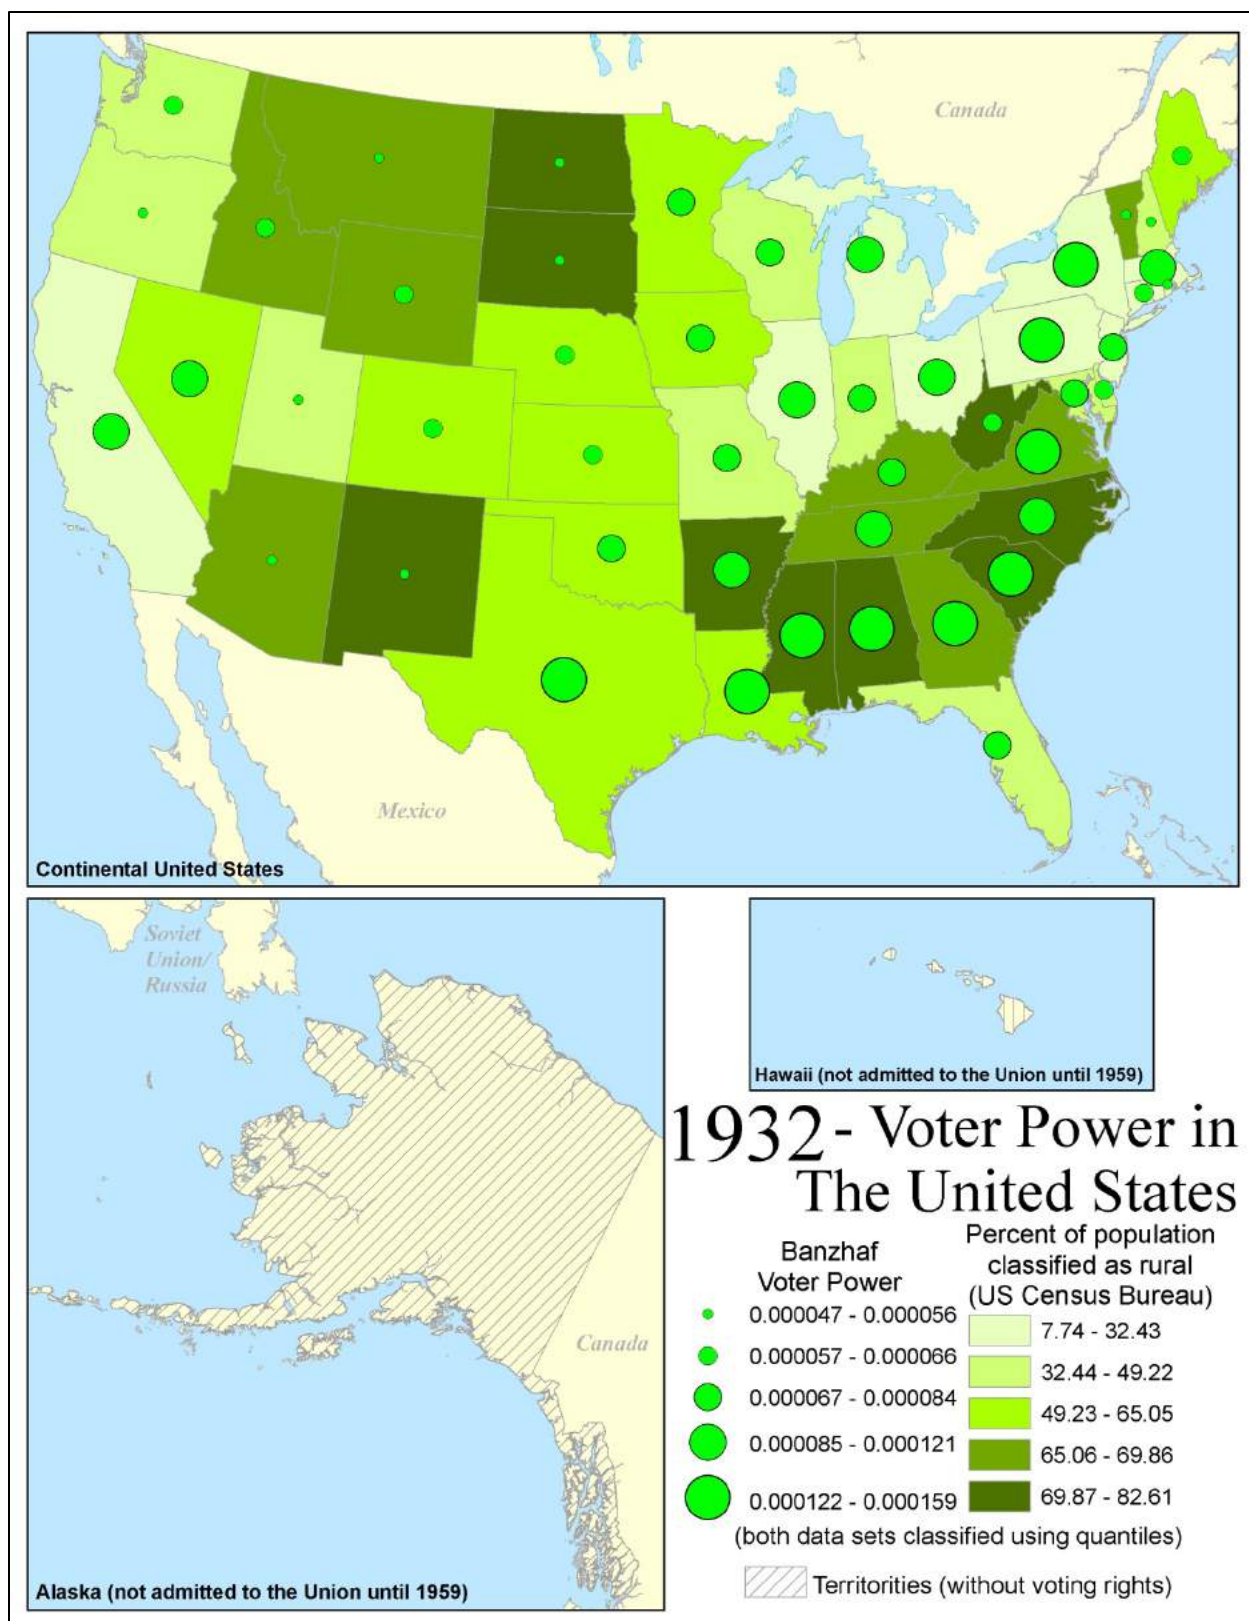 Canada
Mexico
Continental United States
Soviet
Union/
Russia
Canada
Alaska (not admitted to the Union until 1959)
Hawaii (not admitted to the Union until 1959)
1932 - Voter Power in
The United States
Banzhaf
Voter Power
0.000047 - 0.000056
0.000057 - 0.000066
0.000067 - 0.000084
0.000085 - 0.000121
0.000122 - 0.000159
Percent of population
classified as rural
(US Census Bureau)
7.74 - 32.43
32.44 - 49.22
49.23 - 65.05
65.06 - 69.86
69.87 - 82.61
(both data sets classified using quantiles)
Territorities (without voting rights)